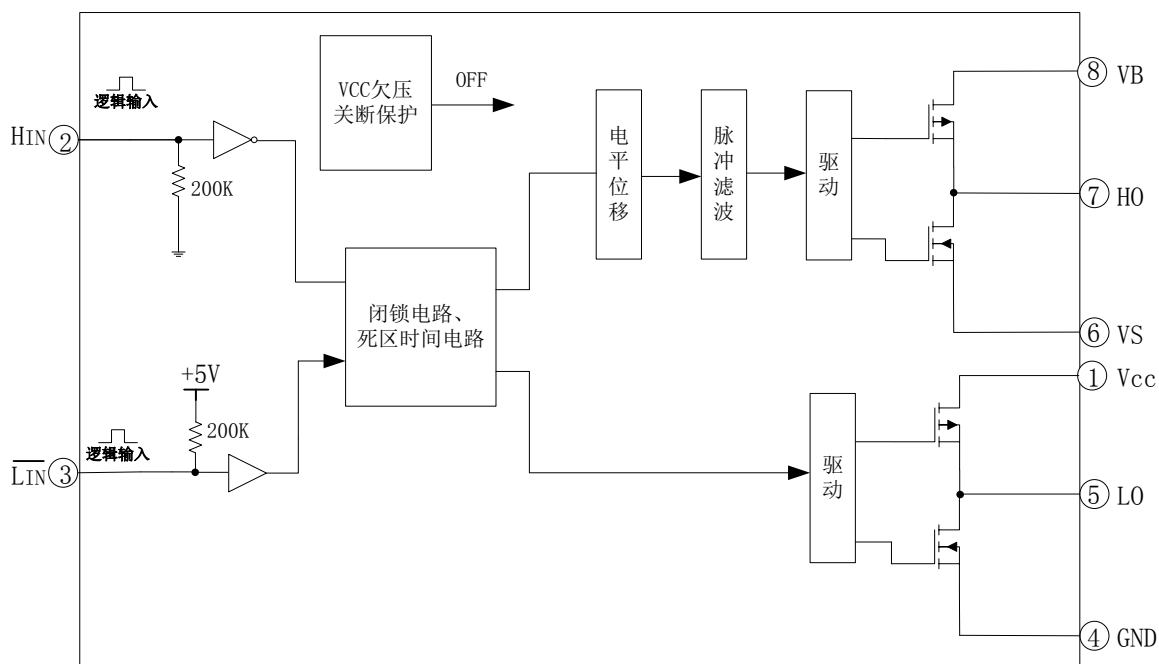 VCC欠压
关断保护
OFF
逻辑输入
HIN ②
200K
电平位移
脉冲滤波
驱动
⑧ VB
⑦ HO
⑥ VS
闭锁电路、
死区时间电路
+5V
200K
逻辑输入
L̅I̅N̅ ③
驱动
① Vcc
⑤ LO
④ GND